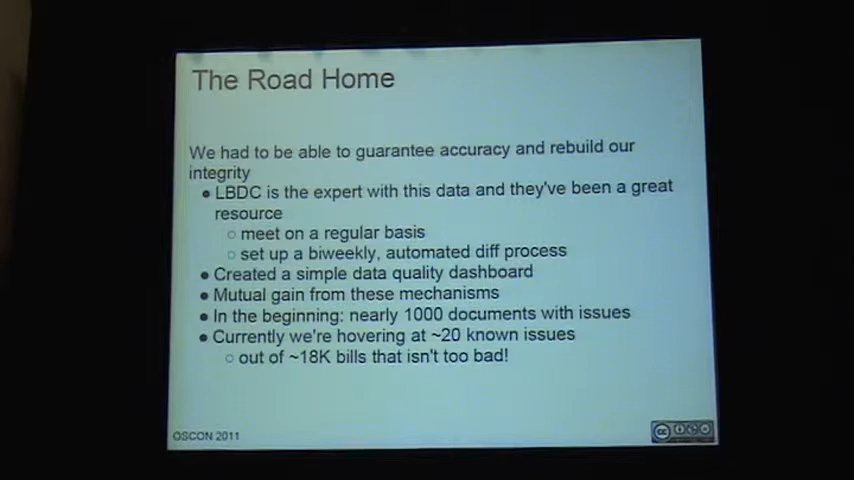 The Road Home
We had to be able to guarantee accuracy and rebuild our
integrity
● LBDC is the expert with this data and they've been a great
resource
○ meet on a regular basis
○ set up a biweekly, automated diff process
● Created a simple data quality dashboard
● Mutual gain from these mechanisms
● In the beginning: nearly 1000 documents with issues
● Currently we're hovering at ~20 known issues
○ out of ~18K bills that isn't too bad!
OSCON 2011
cc